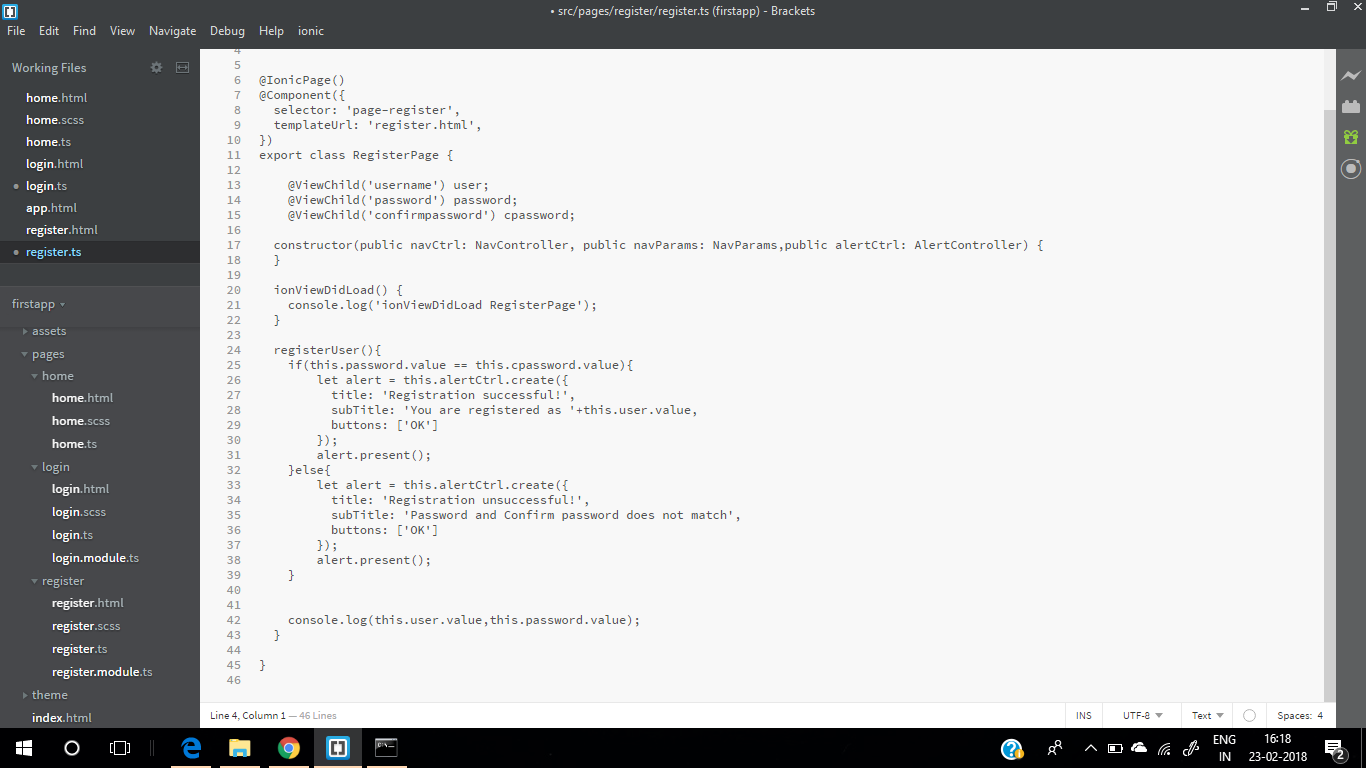 • src/pages/register/register.ts (firstapp) - Brackets
File Edit Find View Navigate Debug Help ionic
Working Files
home.html
home.scss
home.ts
login.html
login.ts
app.html
register.html
register.ts
firstapp
assets
pages
home
home.html
home.scss
home.ts
login
login.html
login.scss
login.ts
login.module.ts
register
register.html
register.scss
register.ts
register.module.ts
theme
index.html
4
5
6 @IonicPage()
7 @Component({
8 selector: 'page-register',
9 templateUrl: 'register.html',
10 })
11 export class RegisterPage {
12
13 @ViewChild('username') user;
14 @ViewChild('password') password;
15 @ViewChild('confirmpassword') cpassword;
16
17 constructor(public navCtrl: NavController, public navParams: NavParams,public alertCtrl: AlertController) {
18 }
19
20 ionViewDidLoad() {
21 console.log('ionViewDidLoad RegisterPage');
22 }
23
24 registerUser(){
25 if(this.password.value == this.cpassword.value){
26 let alert = this.alertCtrl.create({
27 title: 'Registration successful!',
28 subTitle: 'You are registered as '+this.user.value,
29 buttons: ['OK']
30 });
31 alert.present();
32 }else{
33 let alert = this.alertCtrl.create({
34 title: 'Registration unsuccessful!',
35 subTitle: 'Password and Confirm password does not match',
36 buttons: ['OK']
37 });
38 alert.present();
39 }
40
41
42 console.log(this.user.value,this.password.value);
43 }
44
45 }
46
Line 4, Column 1 — 46 Lines
INS UTF-8 Text Spaces: 4
ENG 16:18
IN 23-02-2018
2